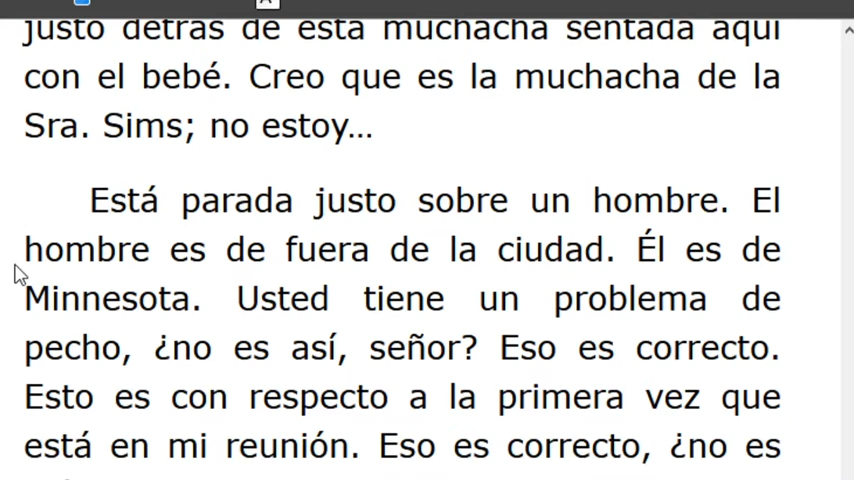 justo detrás de esta muchacha sentada aquí
con el bebé. Creo que es la muchacha de la
Sra. Sims; no estoy…
Está parada justo sobre un hombre. El
hombre es de fuera de la ciudad. Él es de
Minnesota. Usted tiene un problema de
pecho, ¿no es así, señor? Eso es correcto.
Esto es con respecto a la primera vez que
está en mi reunión. Eso es correcto, ¿no es